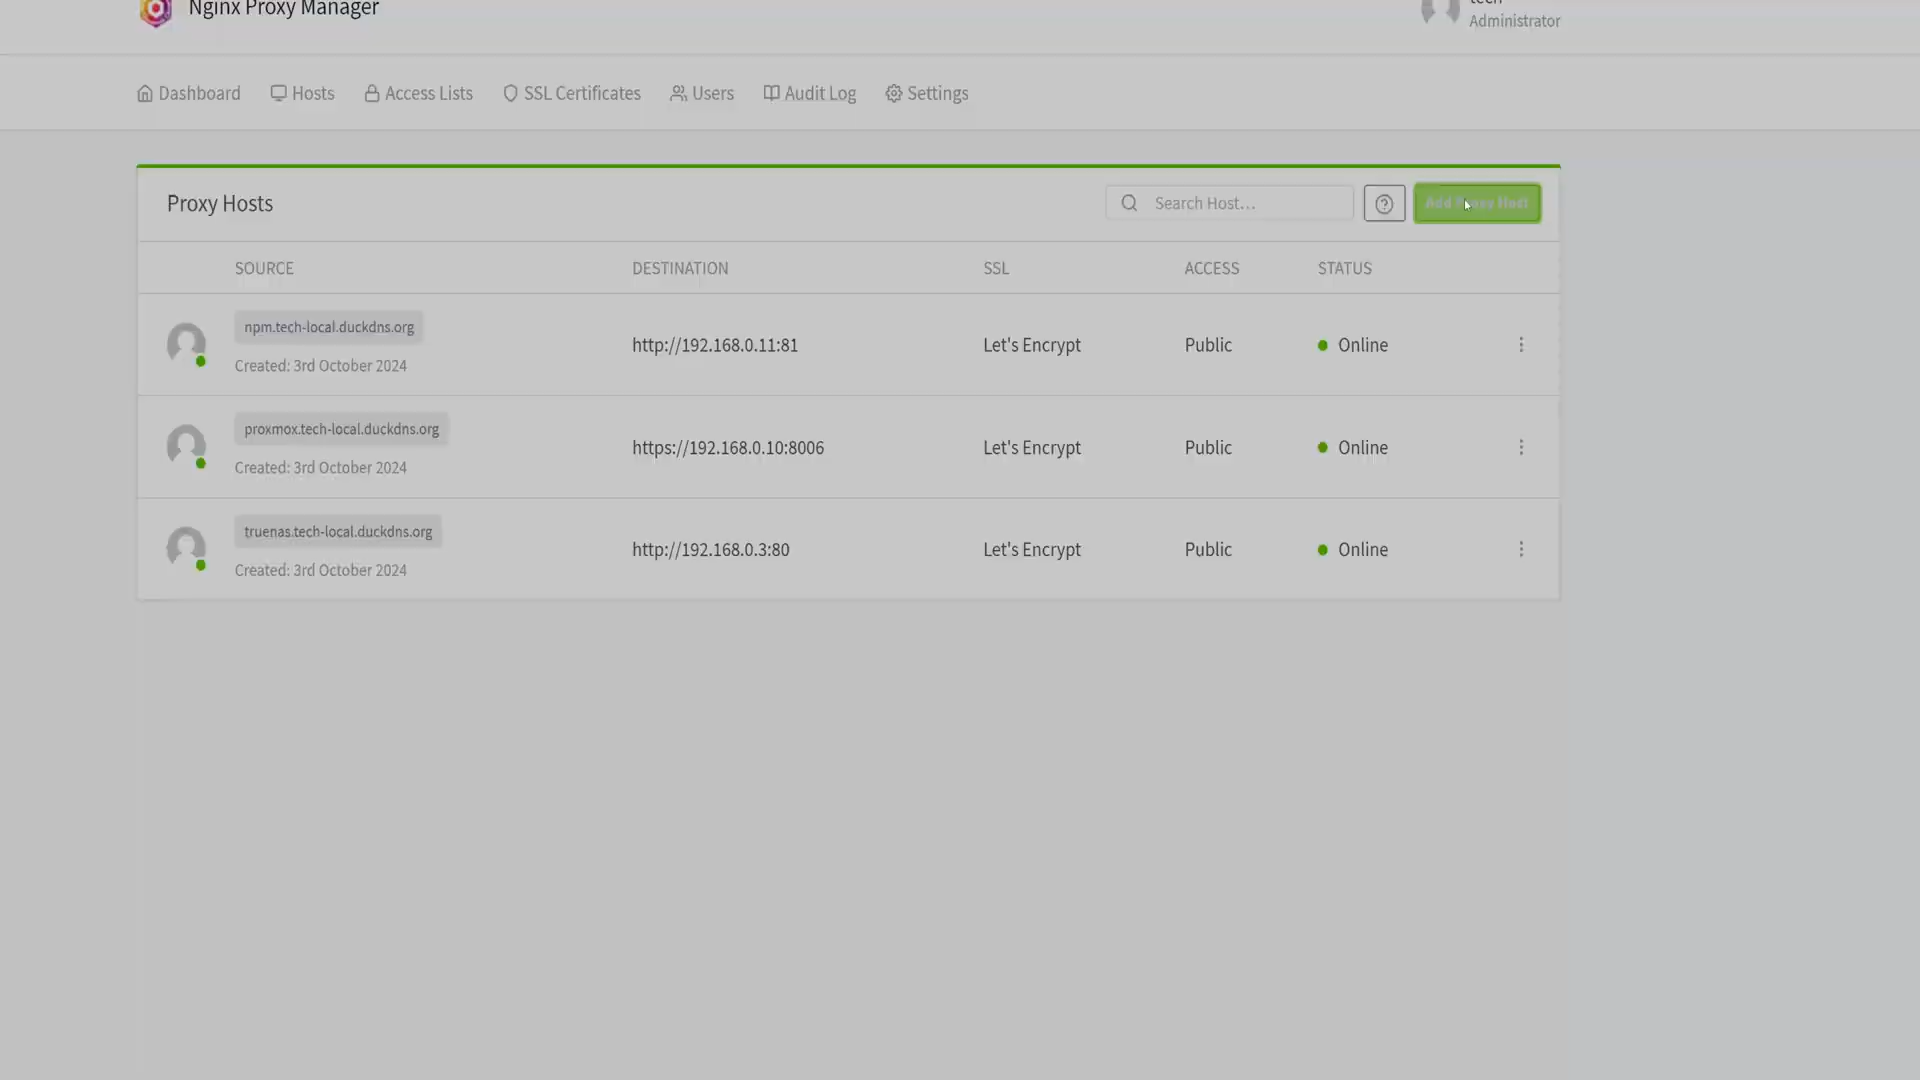 Nginx Proxy Manager
tech
Administrator
Dashboard Hosts Access Lists SSL Certificates Users Audit Log Settings
Proxy Hosts Search Host... Add Proxy Host
SOURCE DESTINATION SSL ACCESS STATUS
npm.tech-local.duckdns.org
Created: 3rd October 2024
http://192.168.0.11:81 Let's Encrypt Public Online
proxmox.tech-local.duckdns.org
Created: 3rd October 2024
https://192.168.0.10:8006 Let's Encrypt Public Online
truenas.tech-local.duckdns.org
Created: 3rd October 2024
http://192.168.0.3:80 Let's Encrypt Public Online